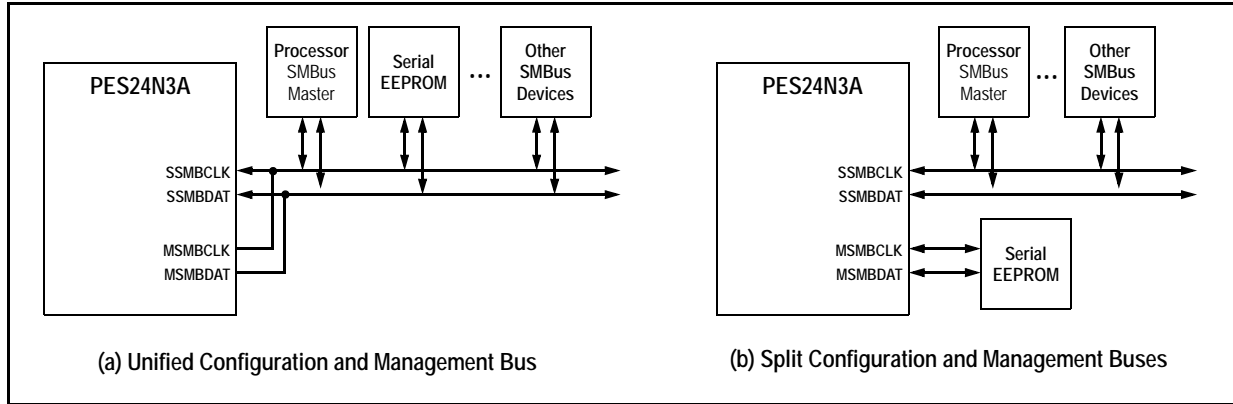 PES24N3A
Processor
SMBus
Master
Serial
EEPROM
...
Other
SMBus
Devices
SSMBCLK
SSMBDAT
MSMBCLK
MSMBDAT
(a) Unified Configuration and Management Bus
PES24N3A
Processor
SMBus
Master
...
Other
SMBus
Devices
SSMBCLK
SSMBDAT
MSMBCLK
MSMBDAT
Serial
EEPROM
(b) Split Configuration and Management Buses